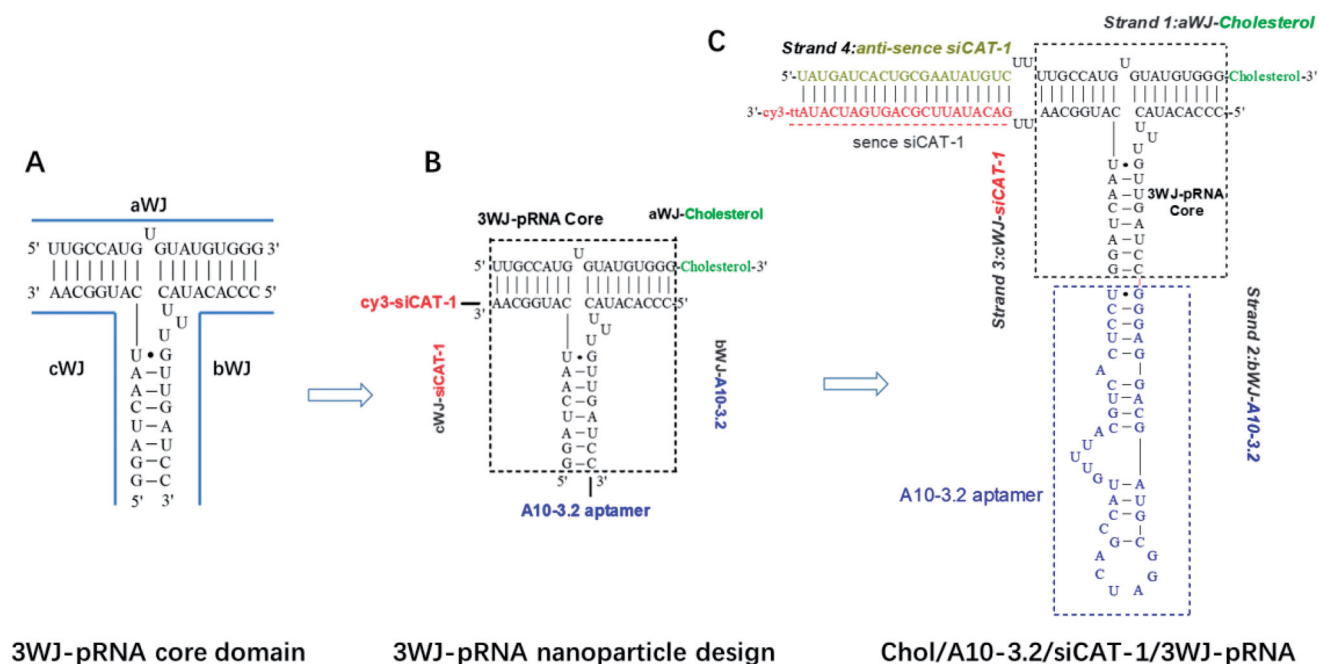 A
aWJ
U
5' UUGCCAUG GUAUGUGGG 3'
3' AACGGUAC CAUACACCC 5'
U
U
U
U•G
A–U
A–U
C–G
U–A
A–U
G–C
G–C
5' 3'
cWJ
bWJ
3WJ-pRNA core domain
B
3WJ-pRNA Core
aWJ-Cholesterol
U
5' UUGCCAUG GUAUGUGGG-Cholesterol-3'
cy3-siCAT-1
3'
AACGGUAC CAUACACCC-5'
U
U
U
U•G
A–U
A–U
C–G
U–A
A–U
G–C
G–C
5' 3'
cWJ-siCAT-1
bWJ-A10-3.2
A10-3.2 aptamer
3WJ-pRNA nanoparticle design
C
Strand 1:aWJ-Cholesterol
Strand 4:anti-sence siCAT-1
5'-UAUGAUCACUGCGAAUAUGUC UU UUGCCAUG U GUAUGUGGG-Cholesterol-3'
3'-cy3-ttAUACUAGUGACGCUUAUACAG UU AACGGUAC CAUACACCC-5'
sence siCAT-1
U
U
U
U•G
A–U
A–U
C–G
U–A
A–U
G–C
G–C
3WJ-pRNA
Core
Strand 3:cWJ-siCAT-1
Strand 2:bWJ-A10-3.2
U•G
C–G
C–G
U–A
C–G
A
C–G
U–A
G–C
C–G
A
U
U
U
G
U–A
A–U
C–G
C
G–C
A G
C G
U A
A10-3.2 aptamer
Chol/A10-3.2/siCAT-1/3WJ-pRNA